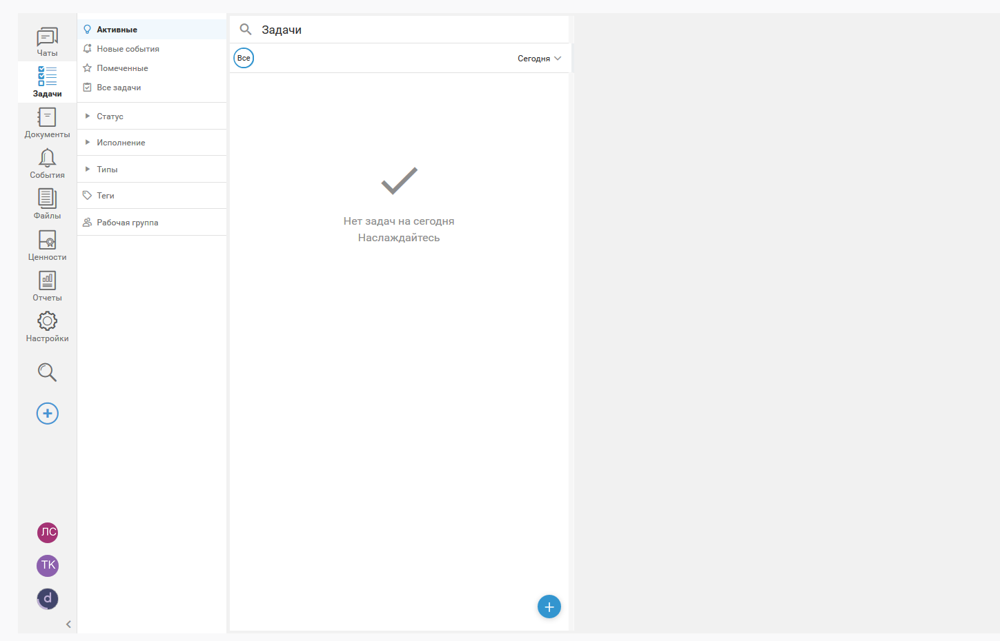 Чаты
Задачи
Документы
События
Файлы
Ценности
Отчеты
Настройки
ЛС
ТК
d
Активные
Новые события
Помеченные
Все задачи
Статус
Исполнение
Типы
Теги
Рабочая группа
Задачи
Все
Сегодня
Нет задач на сегодня
Наслаждайтесь